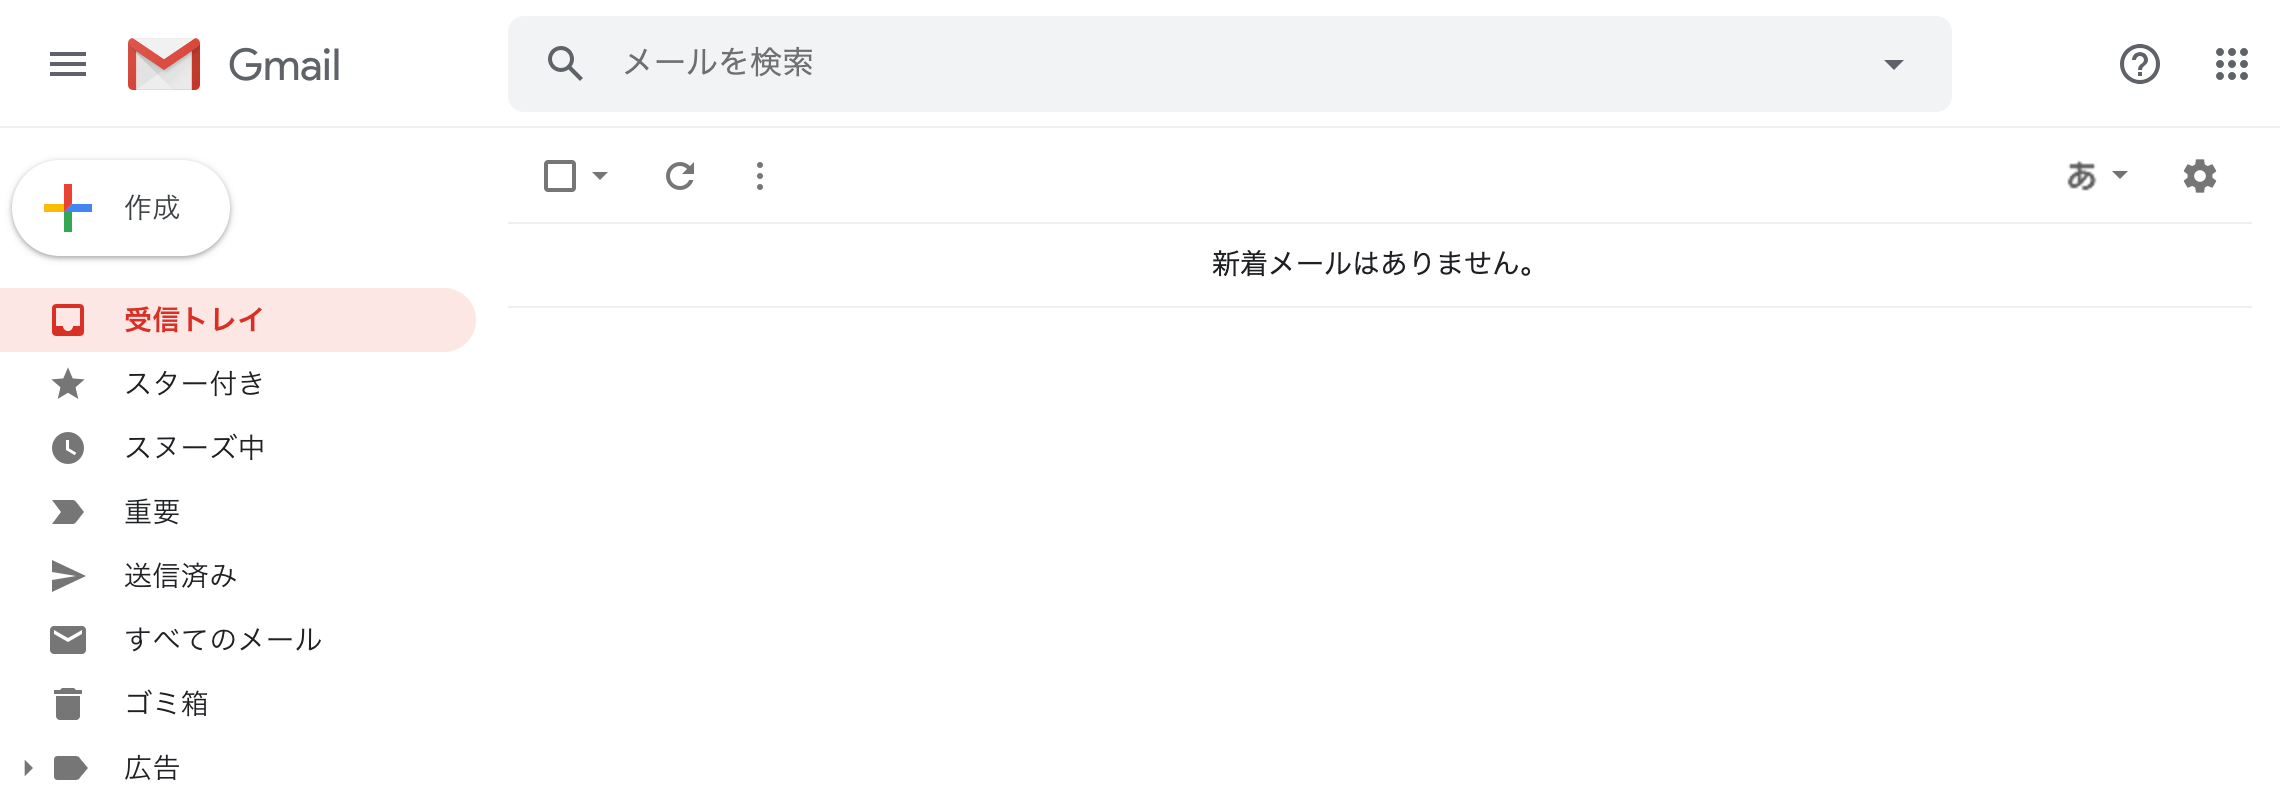 Gmail
メールを検索
作成
あ
新着メールはありません。
受信トレイ
スター付き
スヌーズ中
重要
送信済み
すべてのメール
ゴミ箱
広告